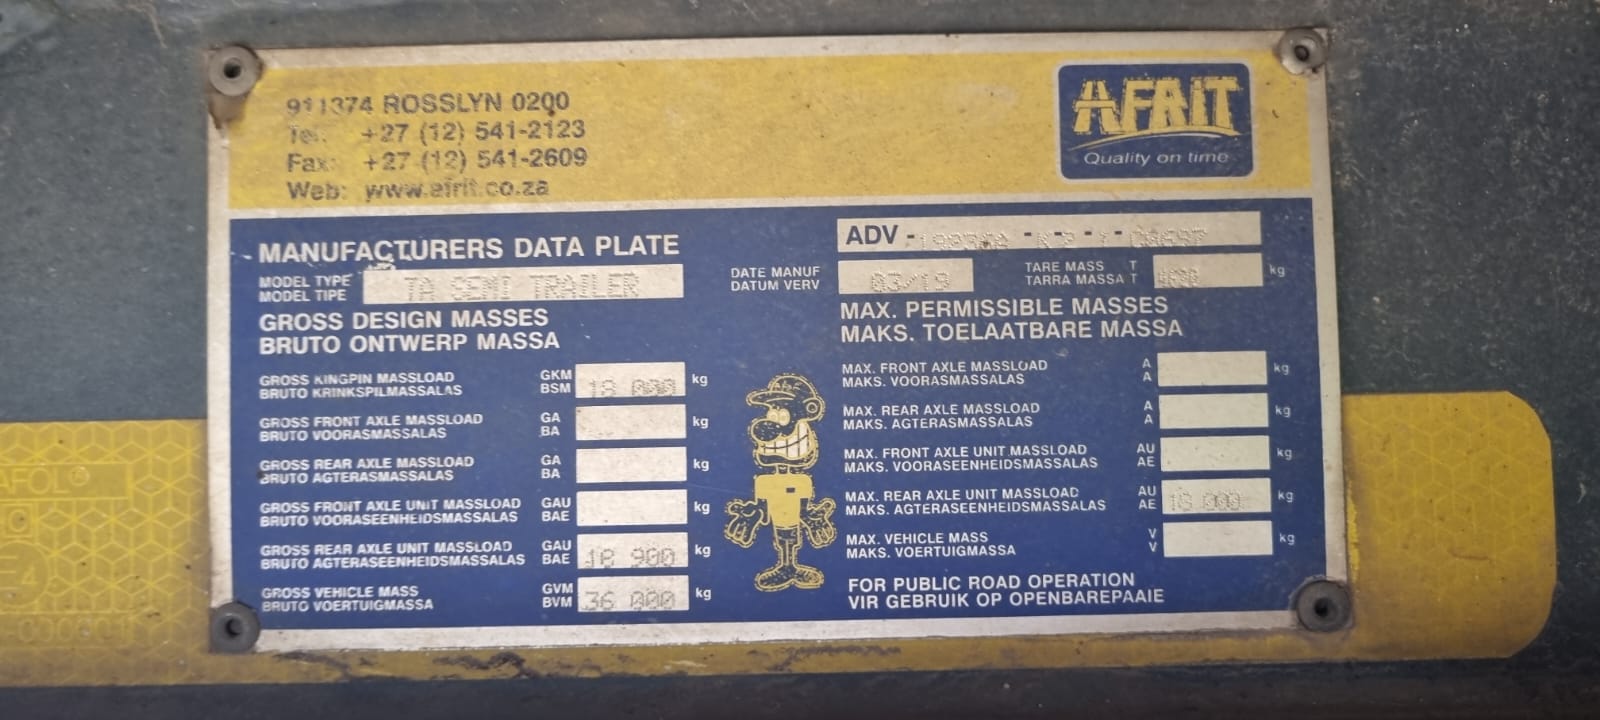 911374 ROSSLYN 0200
Tel: +27 (12) 541-2123
Fax: +27 (12) 541-2609
Web: www.afrit.co.za
AFRIT
Quality on time
MANUFACTURERS DATA PLATE
ADV -
MODEL TYPE
MODEL TIPE
TA SEMI TRAILER
DATE MANUF
DATUM VERV
03/19
TARE MASS T
TARRA MASSA T
kg
GROSS DESIGN MASSES
BRUTO ONTWERP MASSA
GROSS KINGPIN MASSLOAD GKM
BRUTO KRINKSPILMASSALAS BSM
18 000 kg
GROSS FRONT AXLE MASSLOAD GA
BRUTO VOORASMASSALAS BA
kg
GROSS REAR AXLE MASSLOAD GA
BRUTO AGTERASMASSALAS BA
kg
GROSS FRONT AXLE UNIT MASSLOAD GAU
BRUTO VOORASEENHEIDSMASSALAS BAE
kg
GROSS REAR AXLE UNIT MASSLOAD GAU
BRUTO AGTERASEENHEIDSMASSALAS BAE
18 900 kg
GROSS VEHICLE MASS GVM
BRUTO VOERTUIGMASSA BVM
36 000 kg
MAX. PERMISSIBLE MASSES
MAKS. TOELAATBARE MASSA
MAX. FRONT AXLE MASSLOAD A
MAKS. VOORASMASSALAS A
kg
MAX. REAR AXLE MASSLOAD A
MAKS. AGTERASMASSALAS A
kg
MAX. FRONT AXLE UNIT MASSLOAD AU
MAKS. VOORASEENHEIDSMASSALAS AE
kg
MAX. REAR AXLE UNIT MASSLOAD AU
MAKS. AGTERASEENHEIDSMASSALAS AE
18 000 kg
MAX. VEHICLE MASS V
MAKS. VOERTUIGMASSA V
kg
FOR PUBLIC ROAD OPERATION
VIR GEBRUIK OP OPENBAREPAAIE